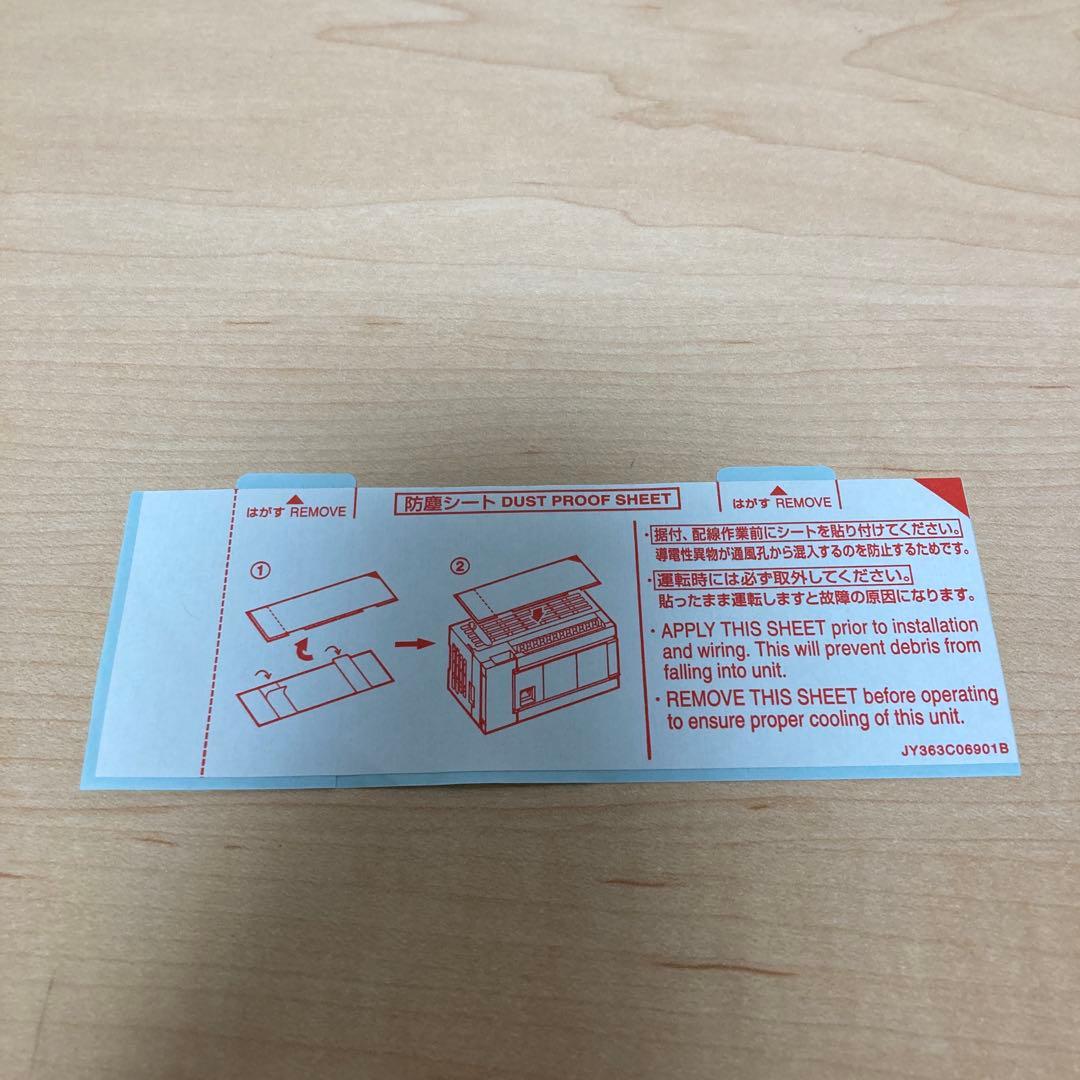 はがす REMOVE
防塵シート DUST PROOF SHEET
はがす REMOVE
①
②
・据付、配線作業前にシートを貼り付けてください。
導電性異物が通風孔から混入するのを防止するためです。
・運転時には必ず取外してください。
貼ったまま運転しますと故障の原因になります。
・APPLY THIS SHEET prior to installation
and wiring. This will prevent debris from
falling into unit.
・REMOVE THIS SHEET before operating
to ensure proper cooling of this unit.
JY363C06901B